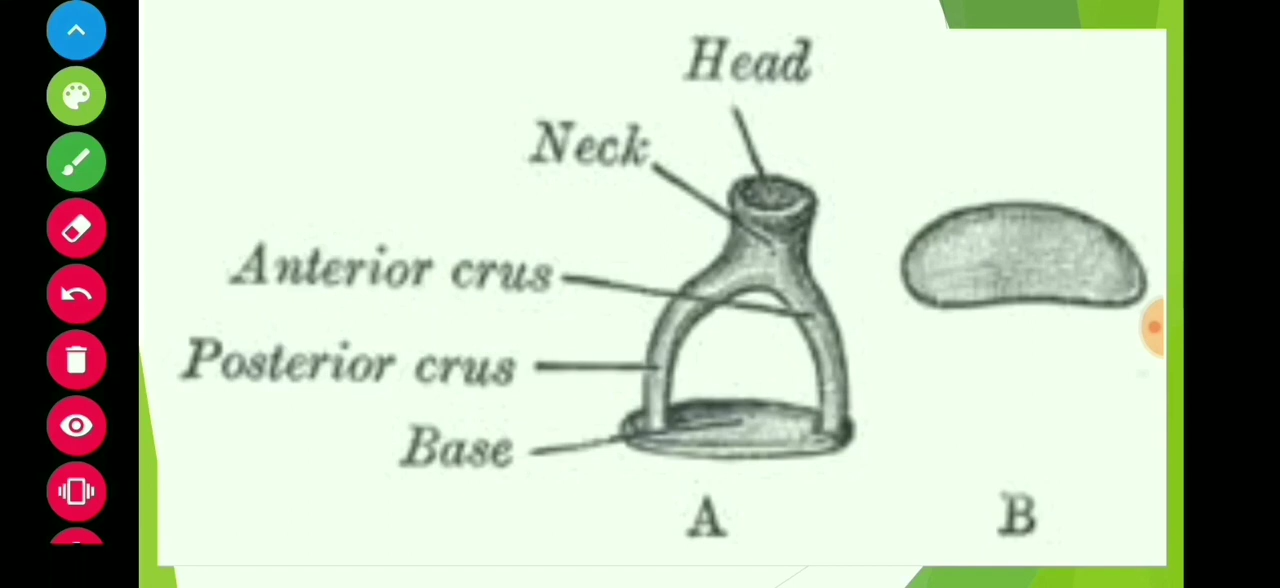 Head
Neck
Anterior crus
Posterior crus
Base
A
B